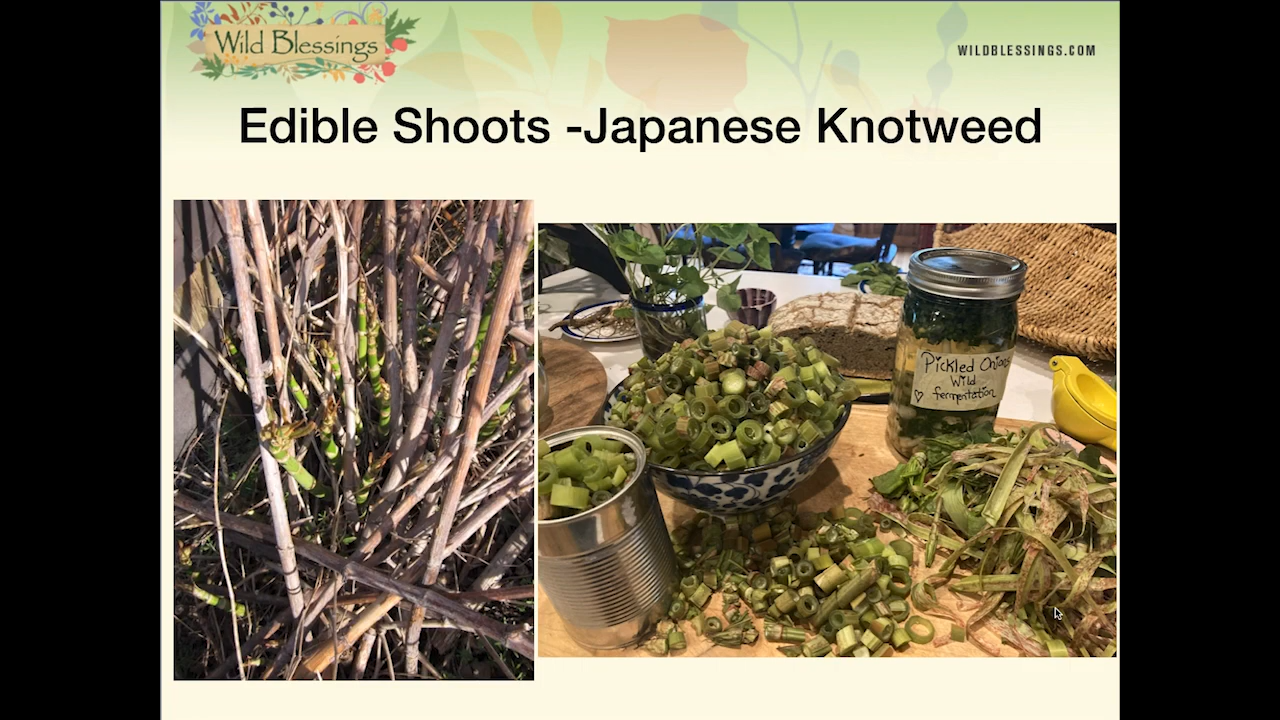 Wild Blessings
WILDBLESSINGS.COM
Edible Shoots -Japanese Knotweed
Pickled Onions
Wild
fermentation